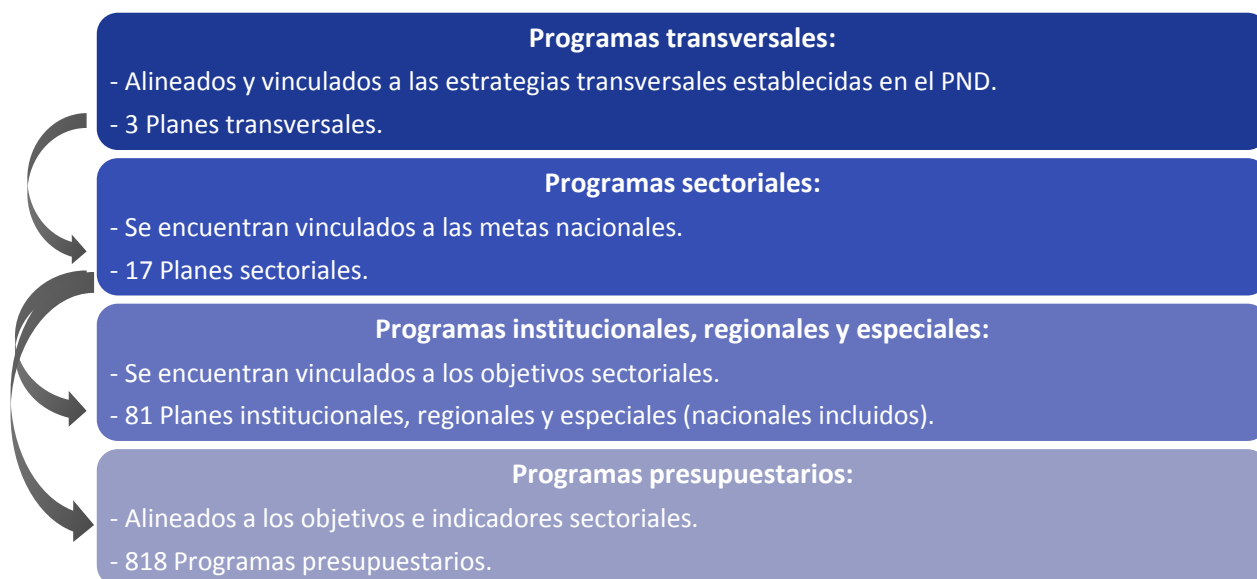 Programas transversales:
- Alineados y vinculados a las estrategias transversales establecidas en el PND.
- 3 Planes transversales.
Programas sectoriales:
- Se encuentran vinculados a las metas nacionales.
- 17 Planes sectoriales.
Programas institucionales, regionales y especiales:
- Se encuentran vinculados a los objetivos sectoriales.
- 81 Planes institucionales, regionales y especiales (nacionales incluidos).
Programas presupuestarios:
- Alineados a los objetivos e indicadores sectoriales.
- 818 Programas presupuestarios.